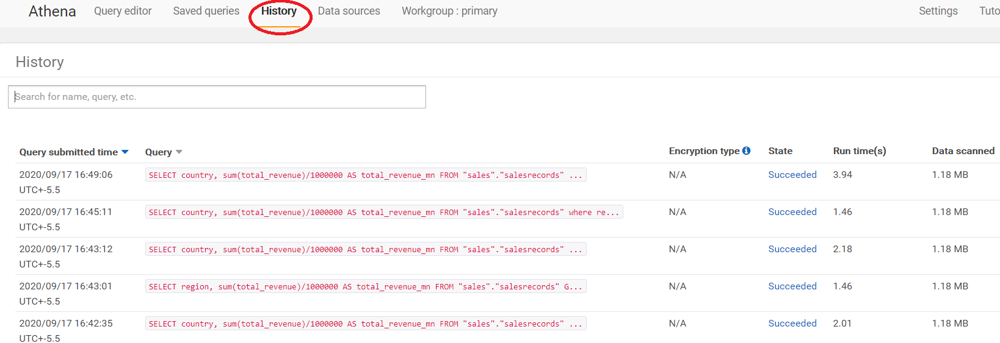 Athena Query editor Saved queries History Data sources Workgroup : primary Settings Tuto
History
Search for name, query, etc.
Query submitted time Query Encryption type State Run time(s) Data scanned
2020/09/17 16:49:06 SELECT country, sum(total_revenue)/1000000 AS total_revenue_mn FROM "sales"."salesrecords" ... N/A Succeeded 3.94 1.18 MB
UTC+-5.5
2020/09/17 16:45:11 SELECT country, sum(total_revenue)/1000000 AS total_revenue_mn FROM "sales"."salesrecords" where re... N/A Succeeded 1.46 1.18 MB
UTC+-5.5
2020/09/17 16:43:12 SELECT country, sum(total_revenue)/1000000 AS total_revenue_mn FROM "sales"."salesrecords" ... N/A Succeeded 2.18 1.18 MB
UTC+-5.5
2020/09/17 16:43:01 SELECT region, sum(total_revenue)/1000000 AS total_revenue_mn FROM "sales"."salesrecords" G... N/A Succeeded 1.46 1.18 MB
UTC+-5.5
2020/09/17 16:42:35 SELECT country, sum(total_revenue)/1000000 AS total_revenue_mn FROM "sales"."salesrecords" ... N/A Succeeded 2.01 1.18 MB
UTC+-5.5